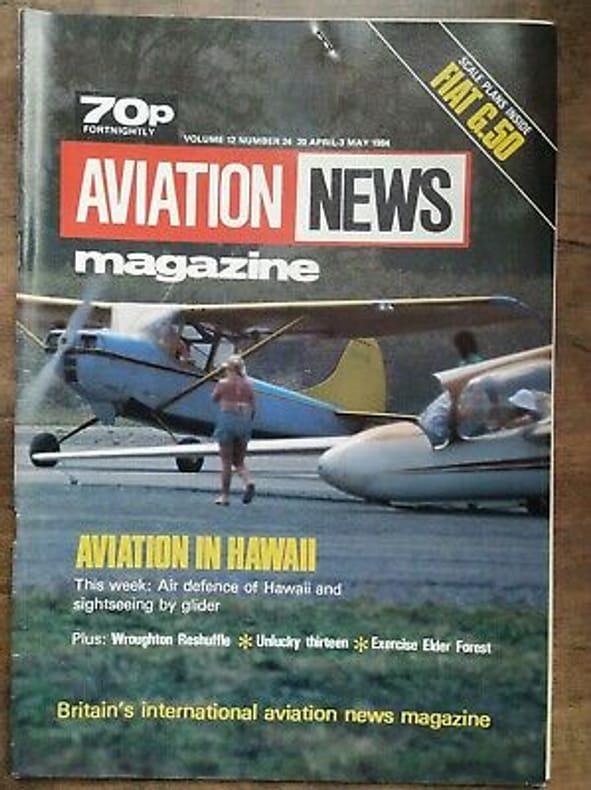 SCALE PLANS INSIDE
FIAT G.50
70p
FORTNIGHTLY
VOLUME 12 NUMBER 24 20 APRIL-3 MAY 1984
AVIATION NEWS
magazine
AVIATION IN HAWAII
This week: Air defence of Hawaii and
sightseeing by glider
Plus: Wroughton Reshuffle * Unlucky thirteen * Exercise Elder Forest
Britain's international aviation news magazine